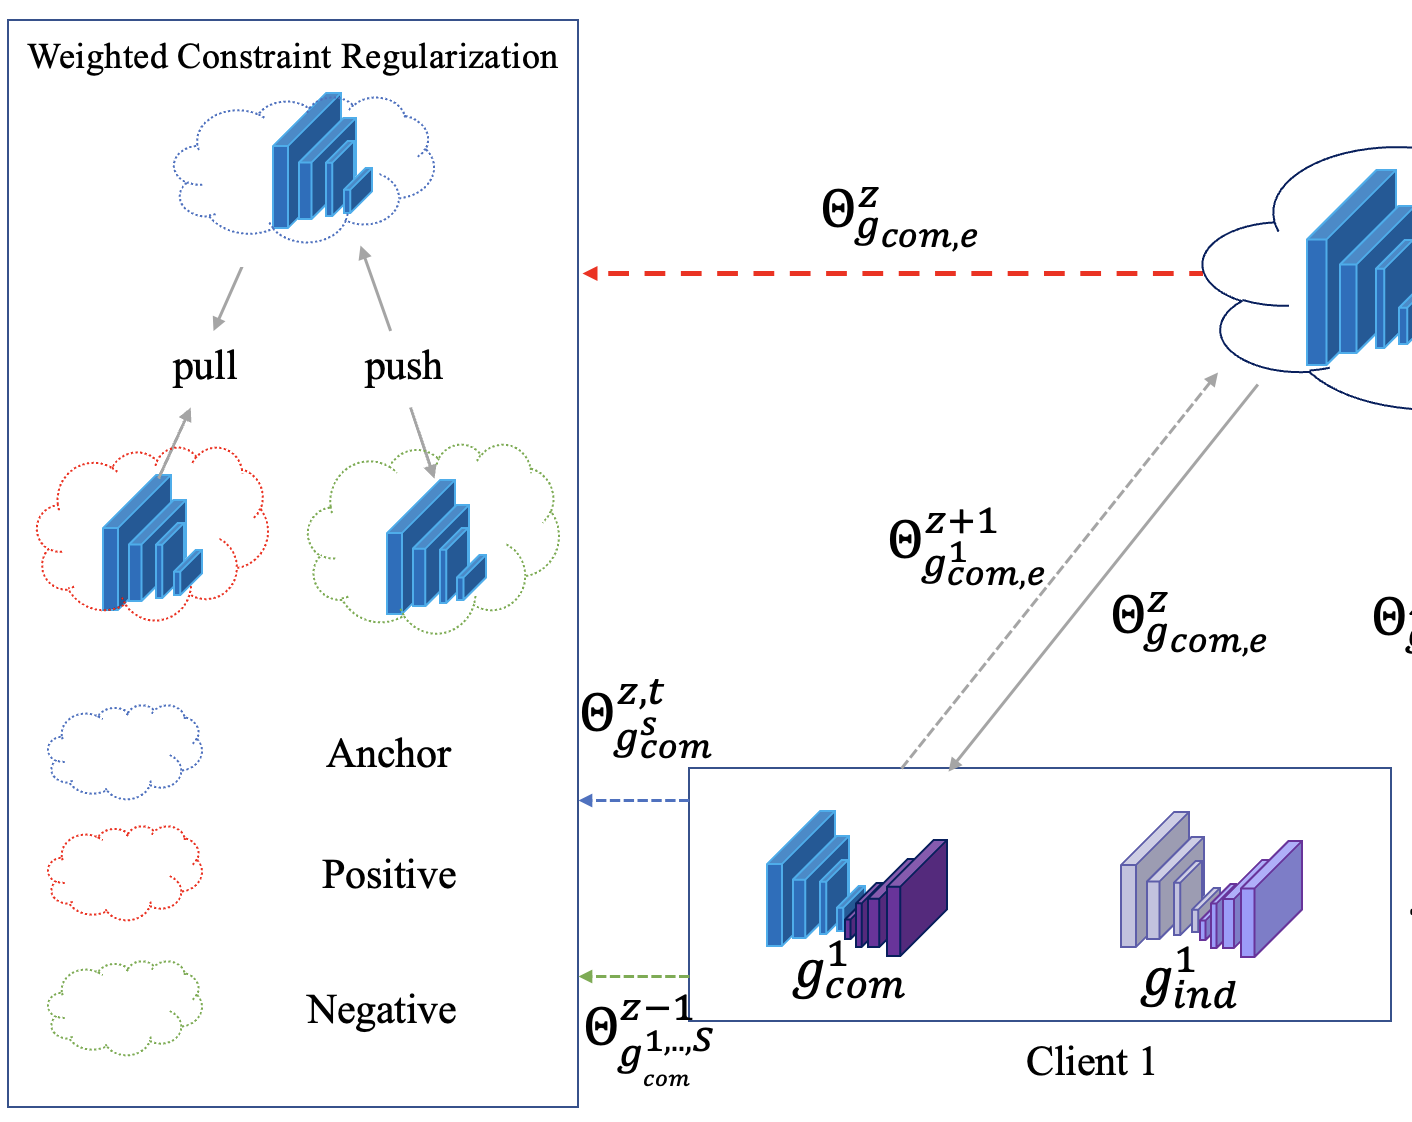 Weighted Constraint Regularization
pull push
Anchor
Positive
Negative
Θ^z_{g_{com,e}}
Θ^{z+1}_{g^1_{com,e}}
Θ^z_{g_{com,e}}
Θ^{z,t}_{g^s_{com}}
Θ^{z-1}_{g^{1,..,S}_{com}}
g^1_{com} g^1_{ind}
Client 1